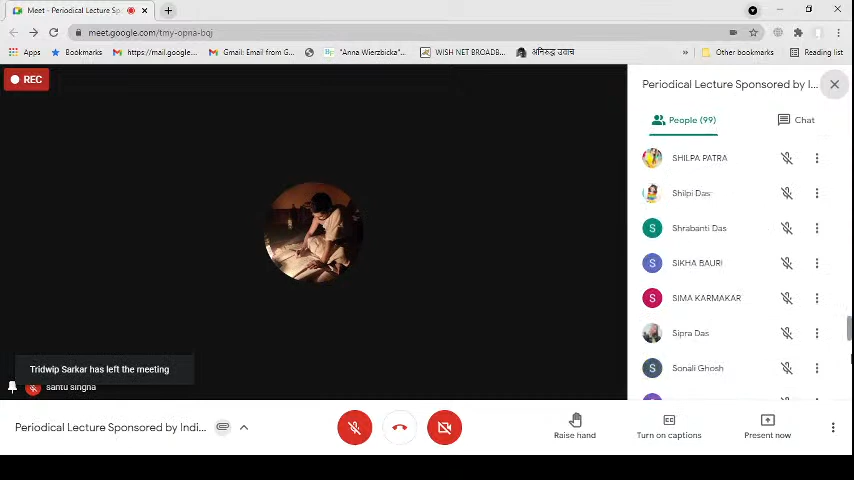 Meet - Periodical Lecture Spons
meet.google.com/tmy-opna-bqj
Apps
Bookmarks
https://mail.google...
Gmail: Email from G...
"Anna Wierzbicka"...
WISH NET BROADB...
अनिरुद्ध उवाच
Other bookmarks
Reading list
REC
Periodical Lecture Sponsored by I...
People (99)
Chat
SHILPA PATRA
Shilpi Das
S
Shrabanti Das
S
SIKHA BAURI
S
SIMA KARMAKAR
Sipra Das
S
Sonali Ghosh
Tridwip Sarkar has left the meeting
santu singha
Periodical Lecture Sponsored by Indi...
Raise hand
Turn on captions
Present now